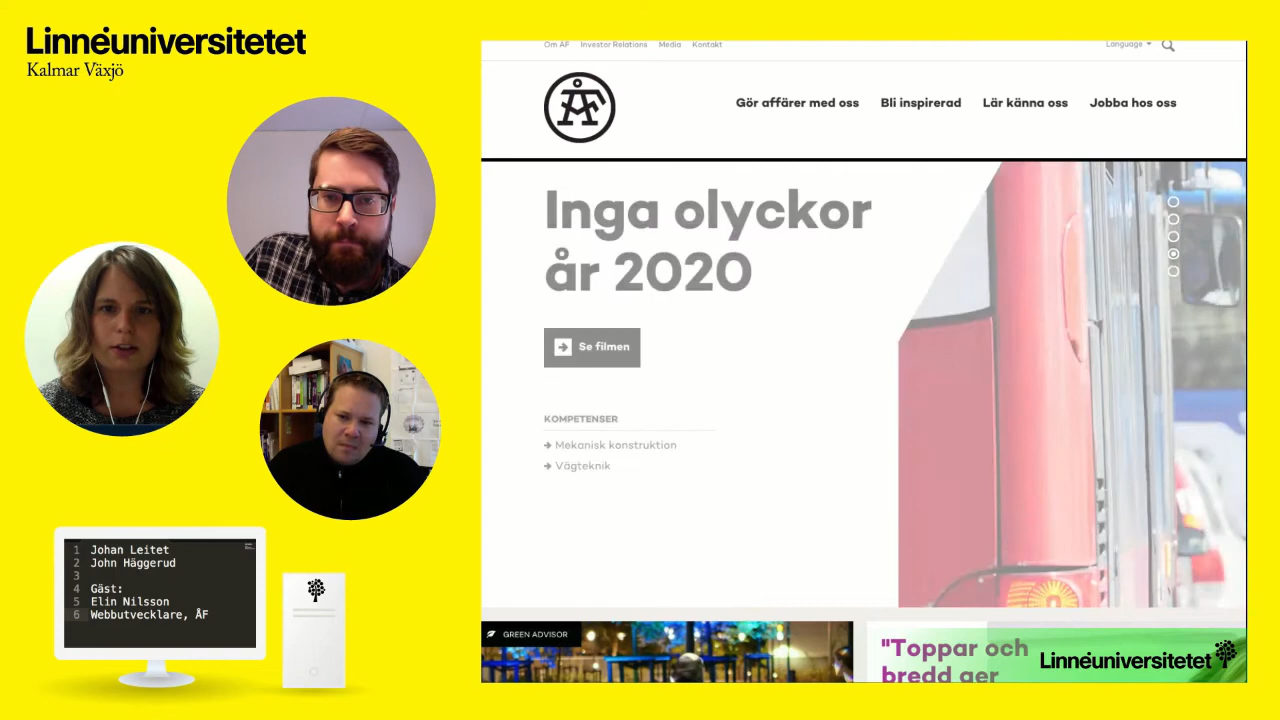 Linnéuniversitetet
Kalmar Växjö
Om ÅF Investor Relations Media Kontakt
Language
ÅF
Gör affärer med oss Bli inspirerad Lär känna oss Jobba hos oss
Inga olyckor
år 2020
Se filmen
KOMPETENSER
Mekanisk konstruktion
Vägteknik
1 Johan Leitet
2 John Häggerud
3
4 Gäst:
5 Elin Nilsson
6 Webbutvecklare, ÅF
GREEN ADVISOR
"Toppar och
bredd ger
Linnéuniversitetet